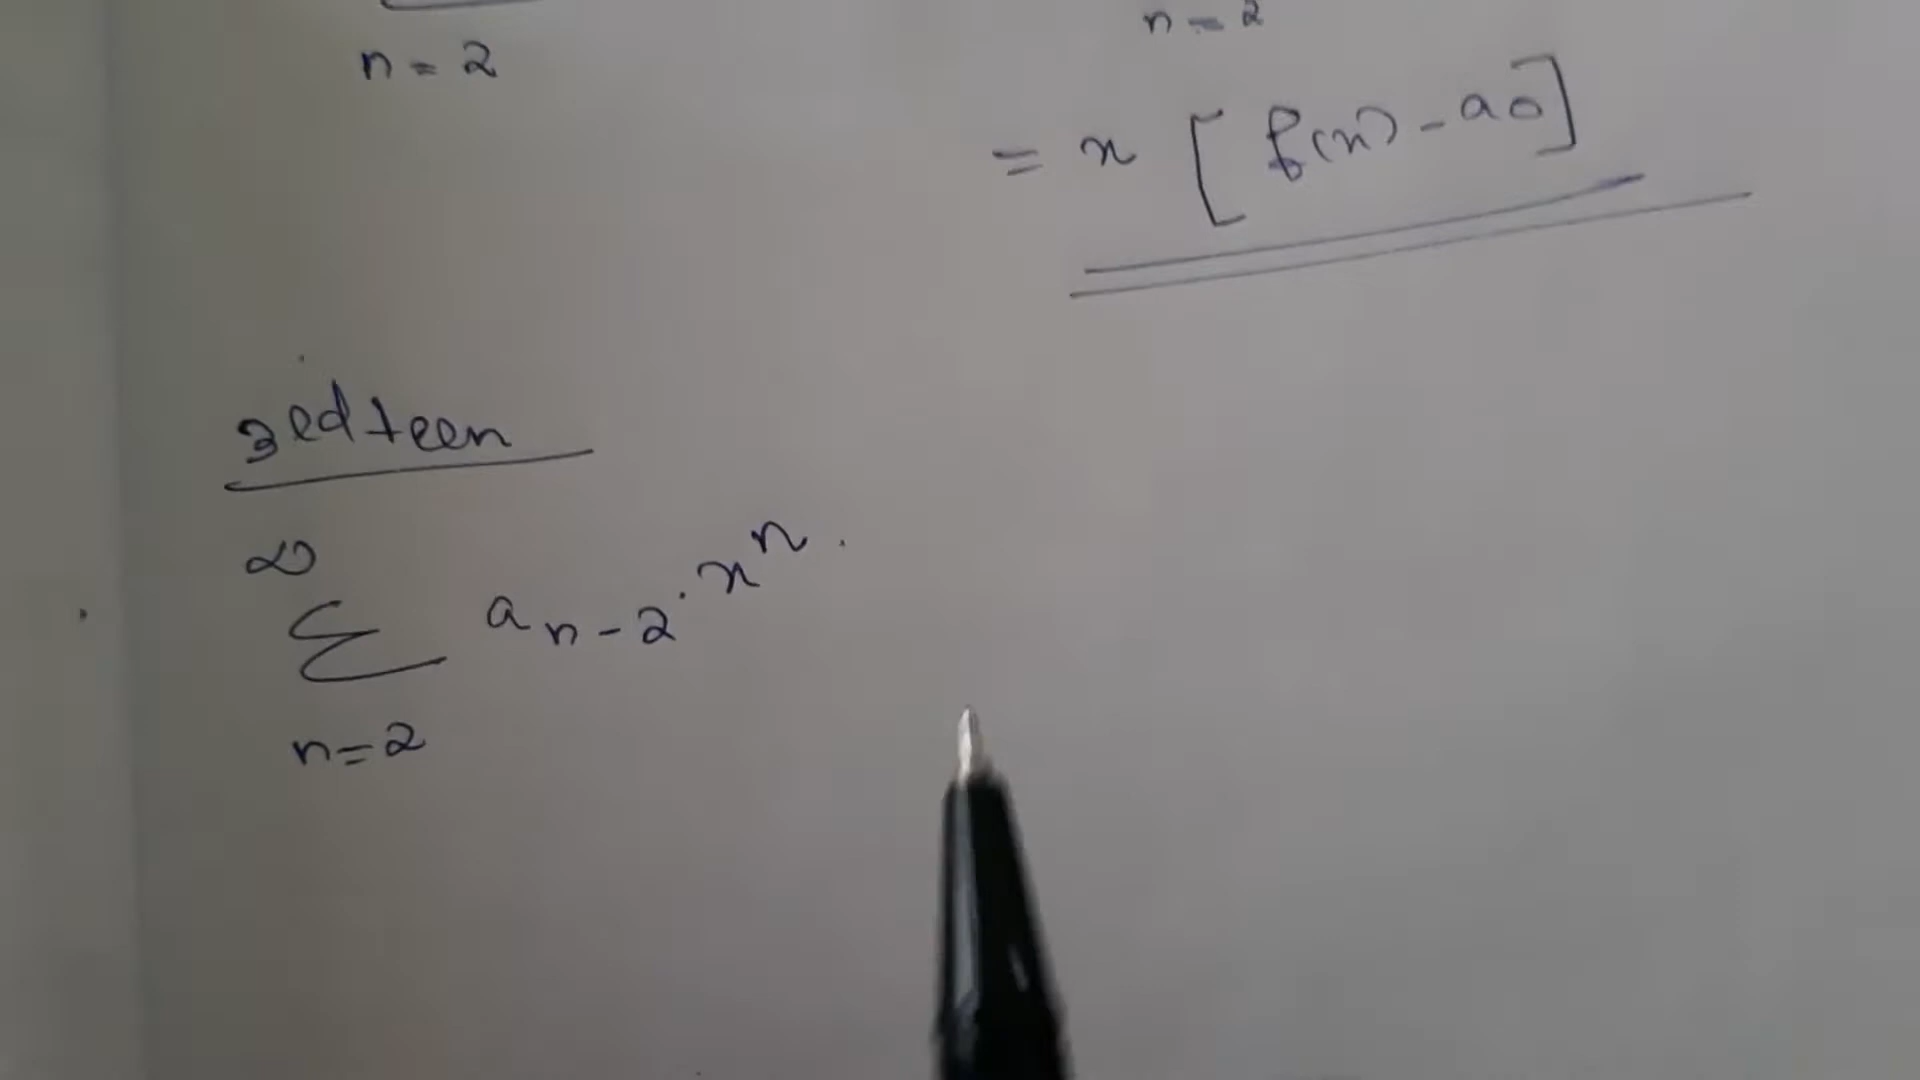 n = 2
n = 2
= x [f(x) - a0]
3rd term
∞
Σ a n-2 . x^n .
n=2